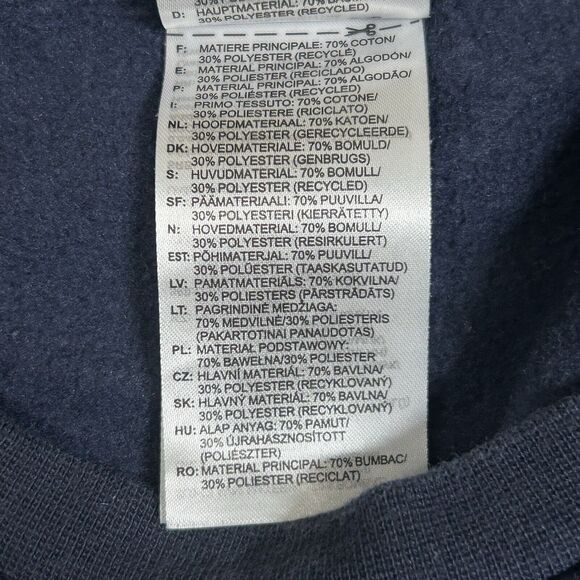 D: HAUPTMATERIAL: 70%
30% POLYESTER (RECYCLED)
F: MATIERE PRINCIPALE: 70% COTON/
30% POLYESTER (RECYCLÉ)
E: MATERIAL PRINCIPAL: 70% ALGODÓN/
30% POLIESTER (RECICLADO)
P: MATERIAL PRINCIPAL: 70% ALGODÃO/
30% POLIÉSTER (RECICLADO)
I: PRIMO TESSUTO: 70% COTONE/
30% POLIESTERE (RICICLATO)
NL: HOOFDMATERIAAL: 70% KATOEN/
30% POLYESTER (GERECYCLEERDE)
DK: HOVEDMATERIALE: 70% BOMULD/
30% POLYESTER (GENBRUGS)
S: HUVUDMATERIAL: 70% BOMULL/
30% POLYESTER (RECYCLED)
SF: PÄÄMATERIAALI: 70% PUUVILLA/
30% POLYESTERI (KIERRÄTETTY)
N: HOVEDMATERIAL: 70% BOMULL/
30% POLYESTER (RESIRKULERT)
EST: PÕHIMATERJAL: 70% PUUVILL/
30% POLÜESTER (TAASKASUTATUD)
LV: PAMATMATERIĀLS: 70% KOKVILNA/
30% POLIESTERS (PĀRSTRĀDĀTS)
LT: PAGRINDINĖ MEDŽIAGA:
70% MEDVILNĖ/30% POLIESTERIS
(PAKARTOTINAI PANAUDOTAS)
PL: MATERIAŁ PODSTAWOWY:
70% BAWEŁNA/30% POLIESTER
CZ: HLAVNÍ MATERIÁL: 70% BAVLNA/
30% POLYESTER (RECYKLOVANÝ)
SK: HLAVNÝ MATERIÁL: 70% BAVLNA/
30% POLYESTER (RECYKLOVANÝ)
HU: ALAP ANYAG: 70% PAMUT/
30% ÚJRAHASZNOSÍTOTT
(POLIÉSZTER)
RO: MATERIAL PRINCIPAL: 70% BUMBAC/
30% POLIESTER (RECICLAT)